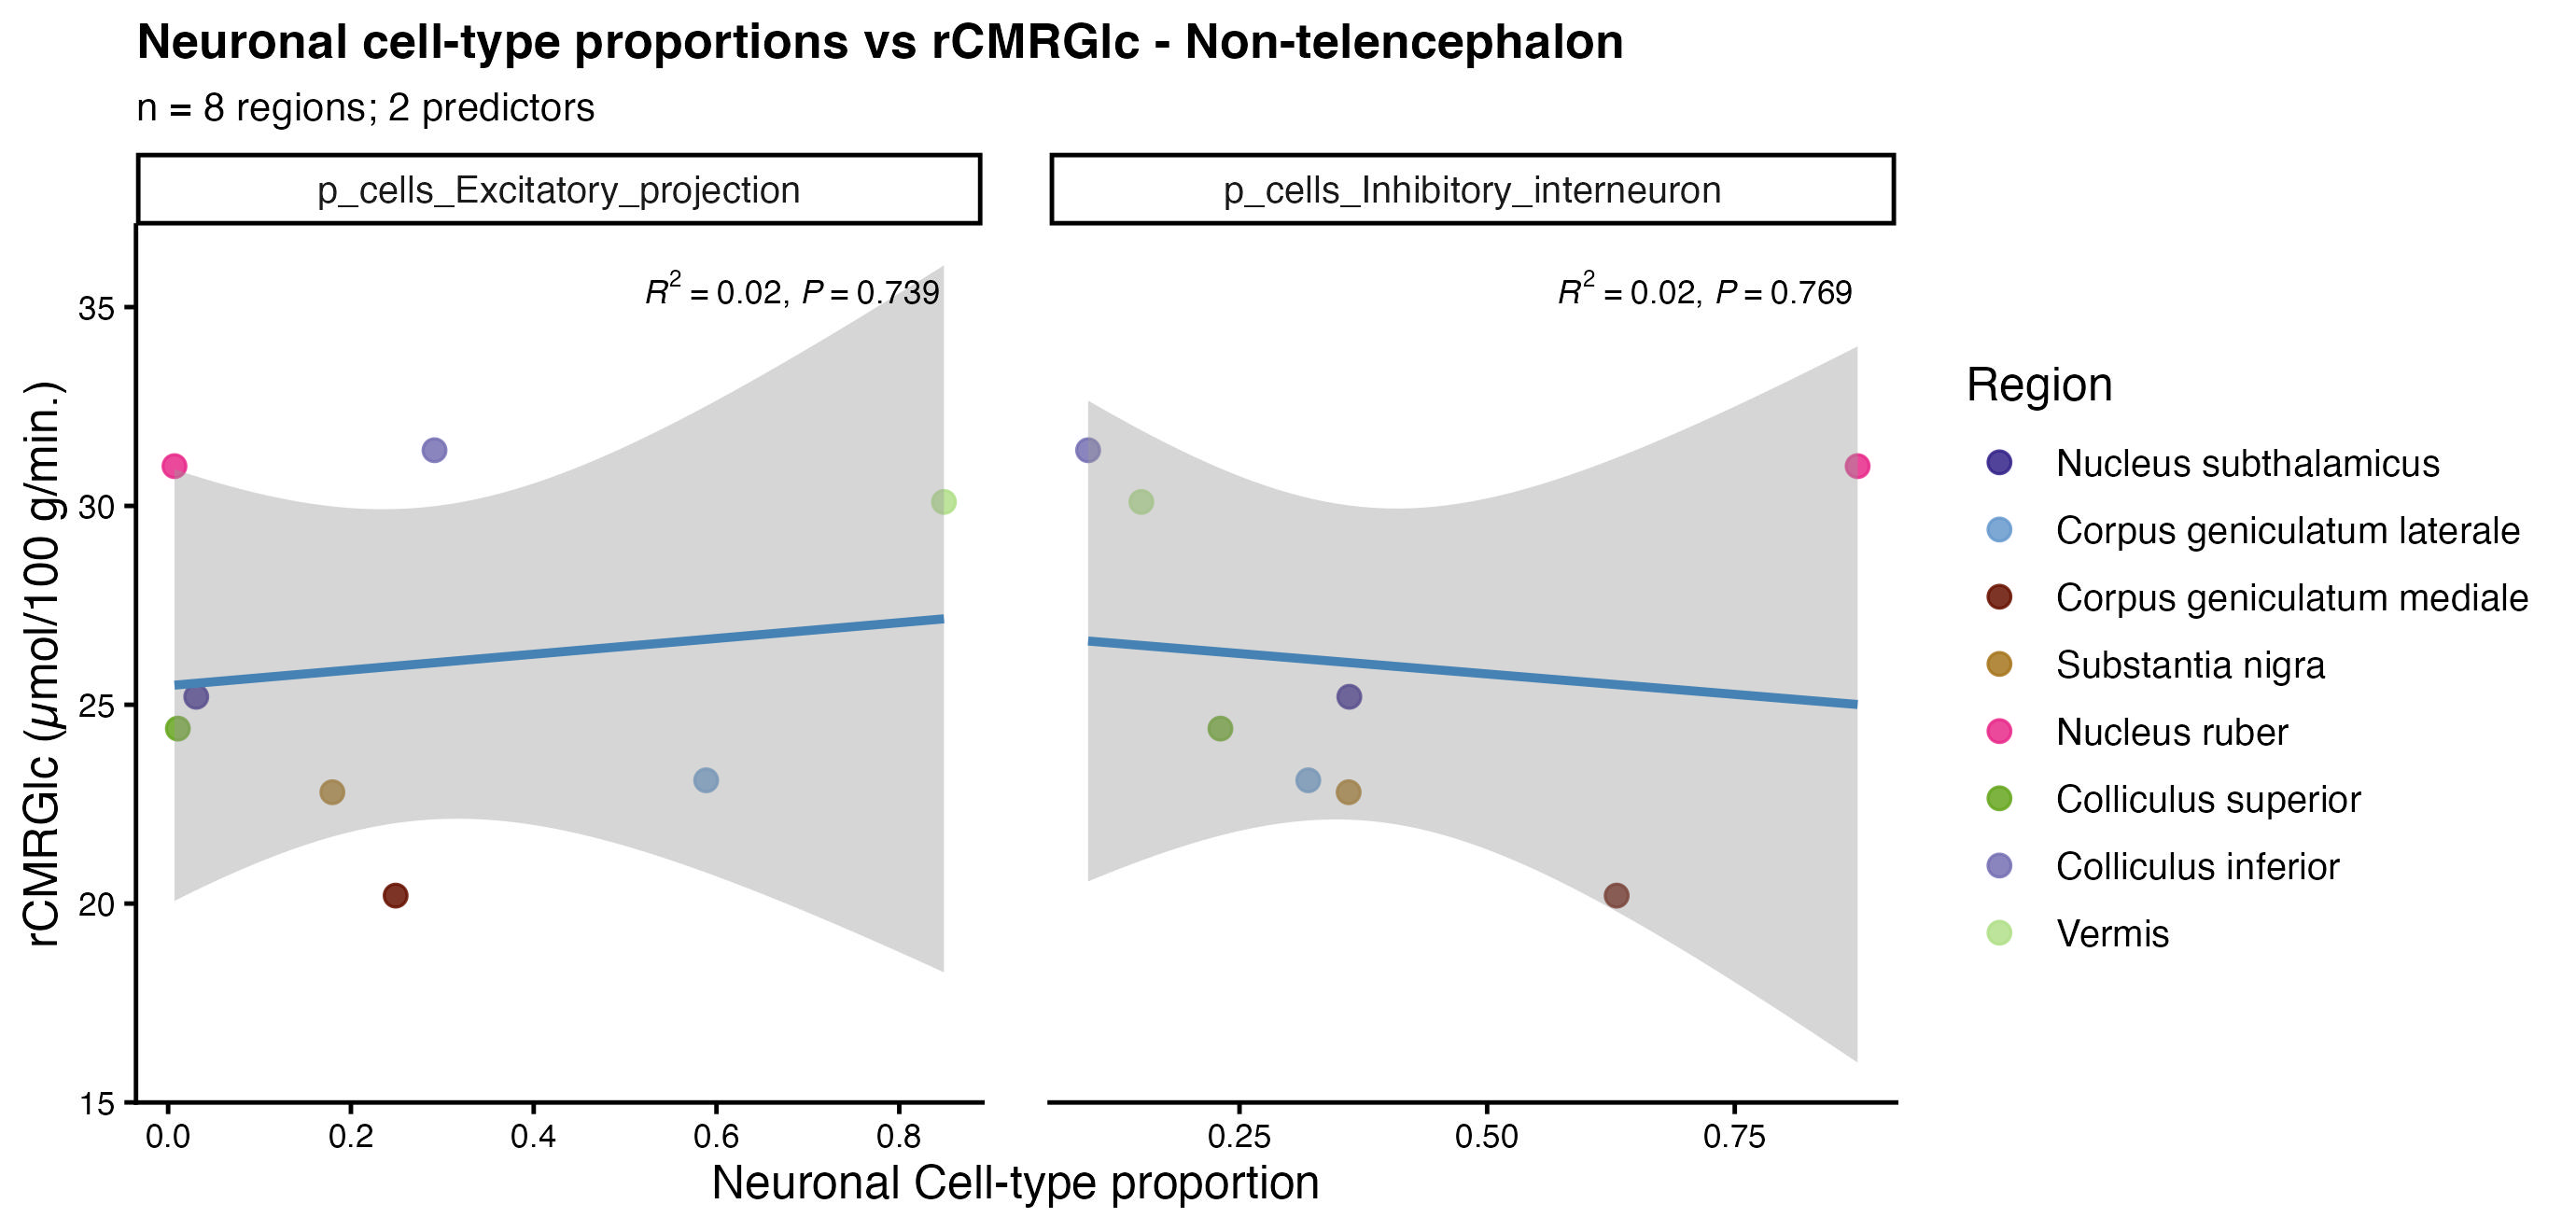 Neuronal cell-type proportions vs rCMRGlc - Non-telencephalon
n = 8 regions; 2 predictors
p_cells_Excitatory_projection
p_cells_Inhibitory_interneuron
R² = 0.02, P = 0.739
R² = 0.02, P = 0.769
rCMRGlc (µmol/100 g/min.)
35
30
25
20
15
0.0 0.2 0.4 0.6 0.8
0.25 0.50 0.75
Neuronal Cell-type proportion
Region
Nucleus subthalamicus
Corpus geniculatum laterale
Corpus geniculatum mediale
Substantia nigra
Nucleus ruber
Colliculus superior
Colliculus inferior
Vermis